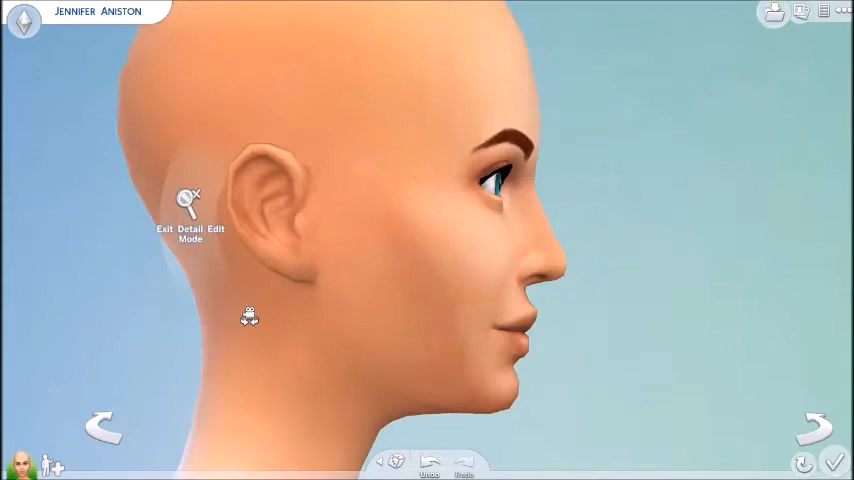 Jennifer Aniston
Exit Detail Edit
Mode
Undo
Redo